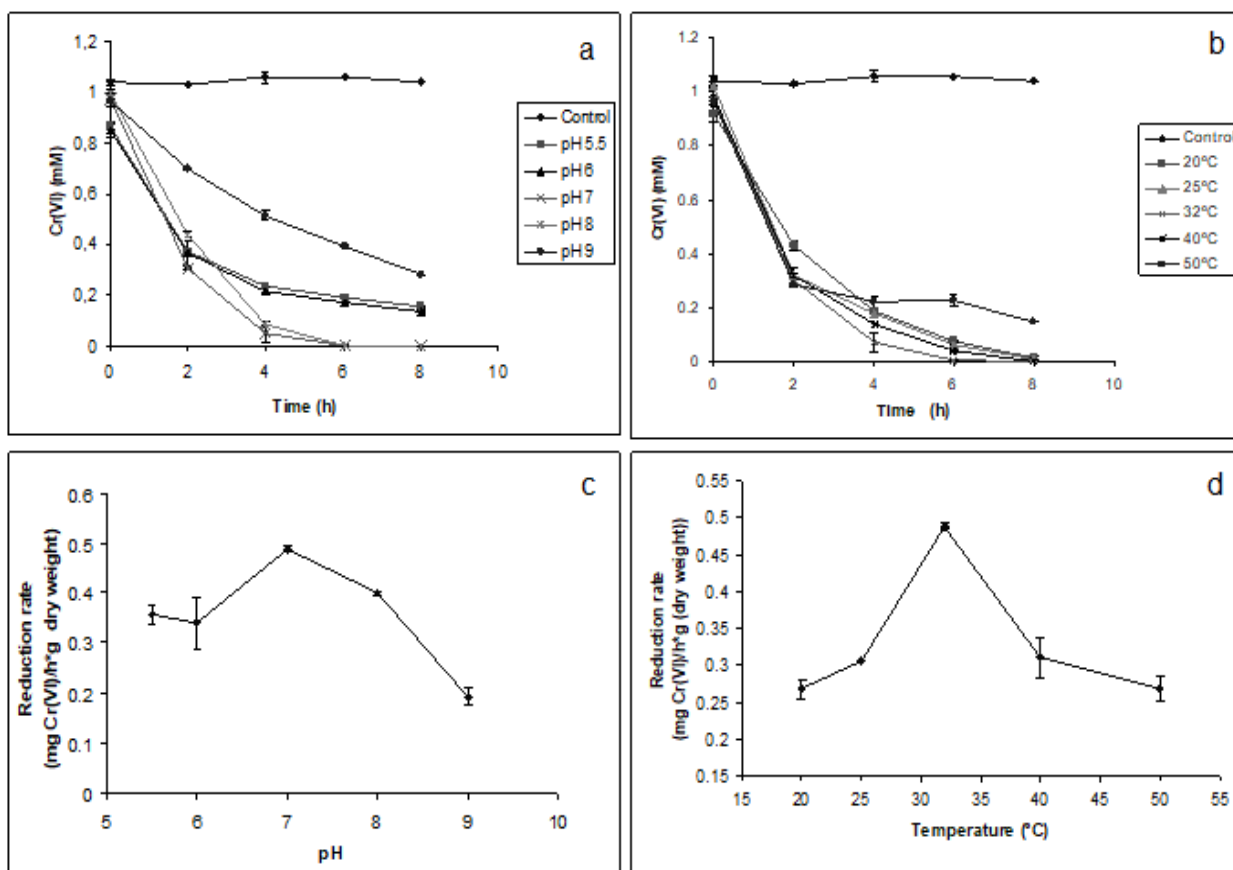 a
1,2
1
0,8
0,6
0,4
0,2
0
Cr(VI) (mM)
0 2 4 6 8 10
Time (h)
Control
pH5.5
pH6
pH7
pH8
pH9
b
1.2
1
0.8
0.6
0.4
0.2
0
Cr(VI) (mM)
0 2 4 6 8 10
Time (h)
Control
20ºC
25ºC
32ºC
40ºC
50ºC
c
0.6
0.5
0.4
0.3
0.2
0.1
0
Reduction rate
(mg Cr(VI)/h*g dry weight)
5 6 7 8 9 10
pH
d
0.55
0.5
0.45
0.4
0.35
0.3
0.25
0.2
0.15
Reduction rate
(mg Cr(VI)/h*g (dry weight))
15 20 25 30 35 40 45 50 55
Temperature (ºC)